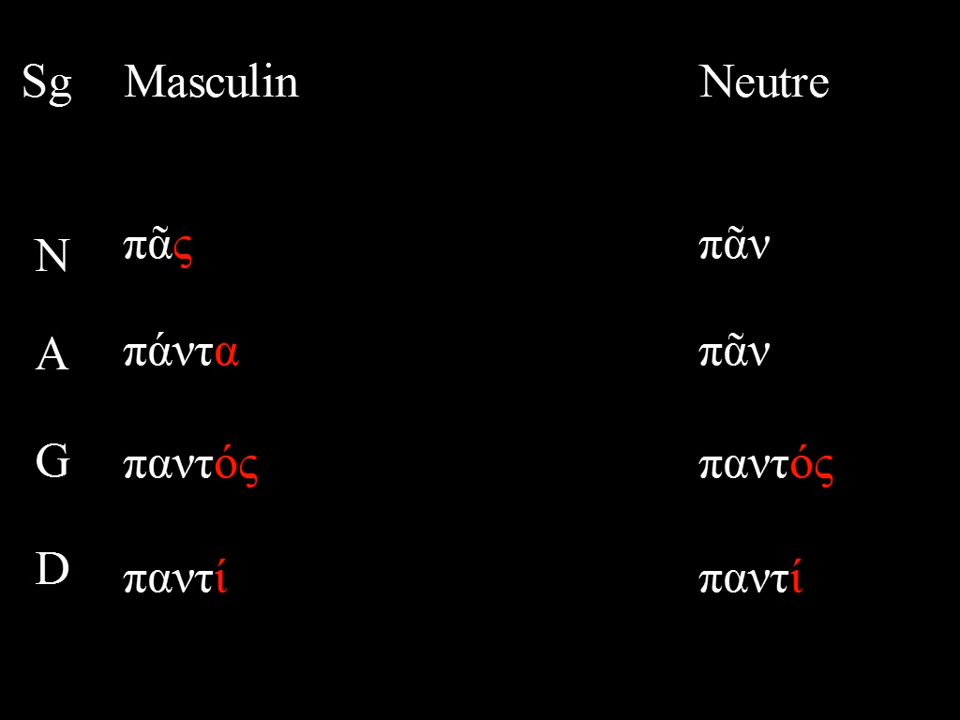 Sg Masculin Neutre
N πᾶς πᾶν
A πάντα πᾶν
G παντός παντός
D παντί παντί